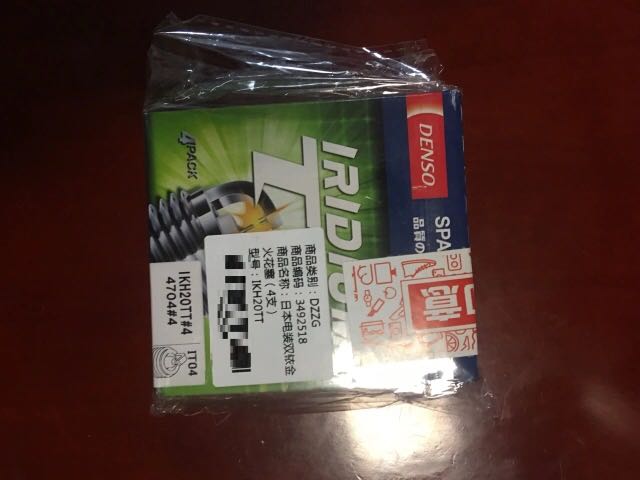 DENSO
SPA
品質の
IRIDIUM
T
4PACK
商品类别：DZZG
商品编码：3492518
商品名称：日本电装双铱金
火花塞（4支）
型号：IKH20TT
IKH20TT#4
4704#4
IT04
意